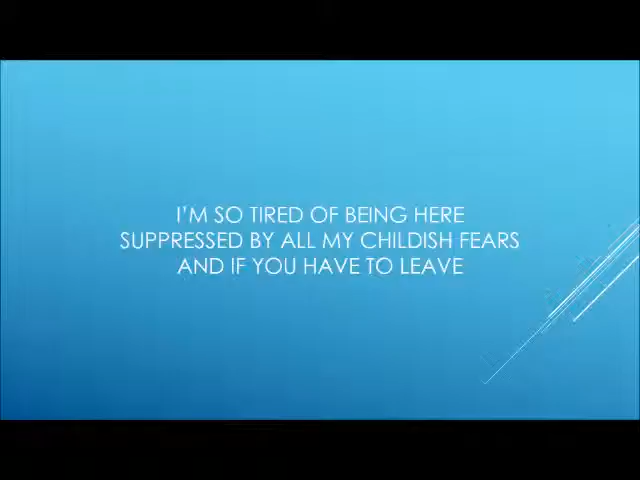 I'M SO TIRED OF BEING HERE
SUPPRESSED BY ALL MY CHILDISH FEARS
AND IF YOU HAVE TO LEAVE